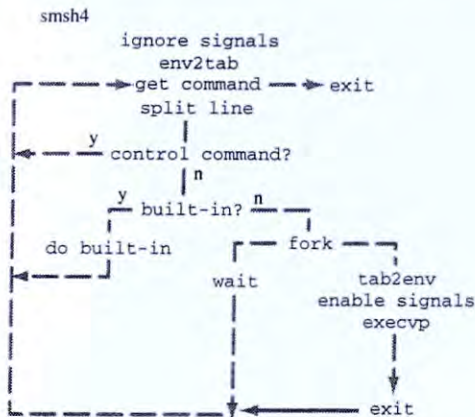 smsh4
ignore signals
env2tab
get command
exit
split line
y
control command?
n
y
built-in?
n
do built-in
fork
wait
tab2env
enable signals
execvp
exit